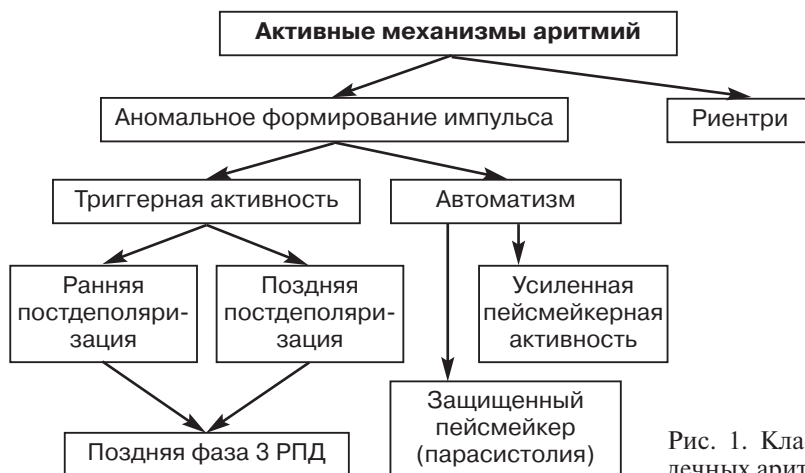 Активные механизмы аритмий
Аномальное формирование импульса
Риентри
Триггерная активность
Автоматизм
Ранняя
постдеполяри-
зация
Поздняя
постдеполяри-
зация
Усиленная
пейсмейкерная
активность
Защищенный
пейсмейкер
(парасистолия)
Поздняя фаза 3 РПД
Рис. 1. Кла
дечных арит